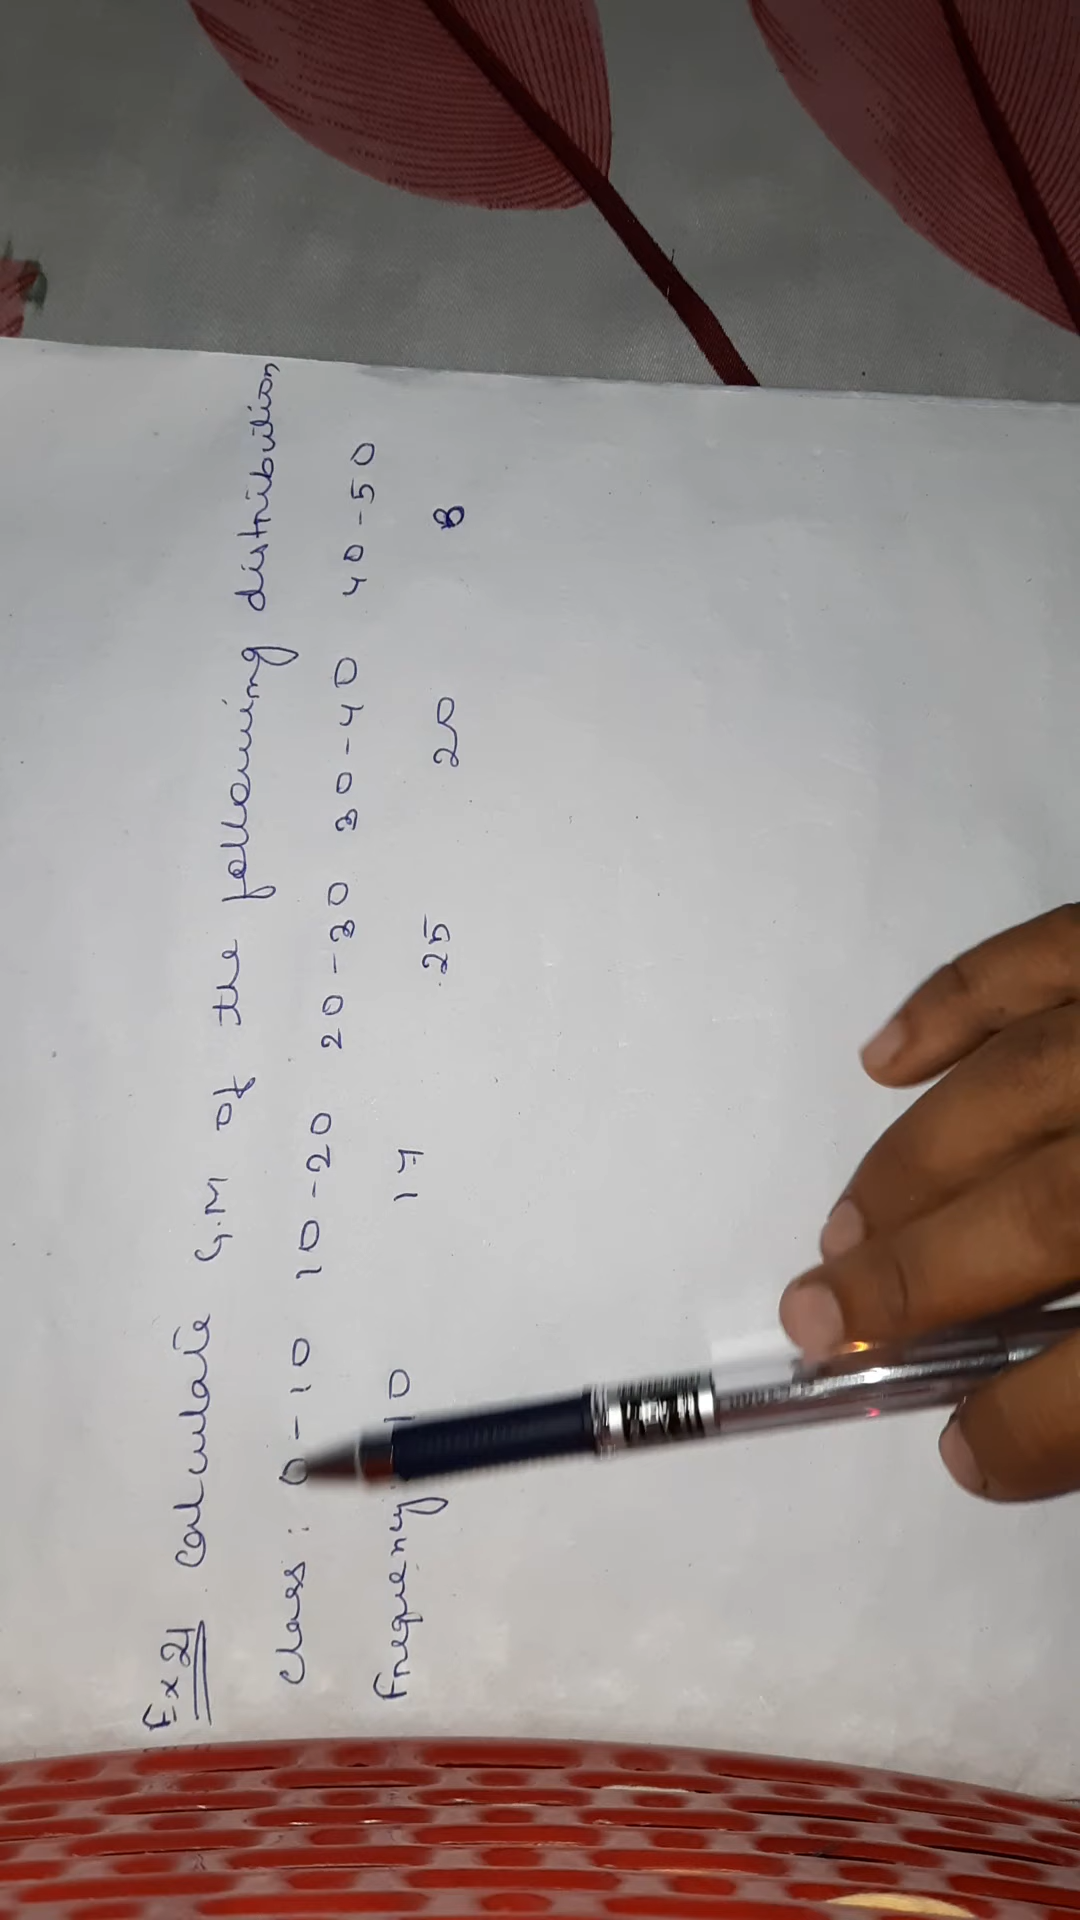 Ex 21 calculate G.M of the following distribution
class : 0-10 10-20 20-30 30-40 40-50
Frequency 10 17 25 20 8